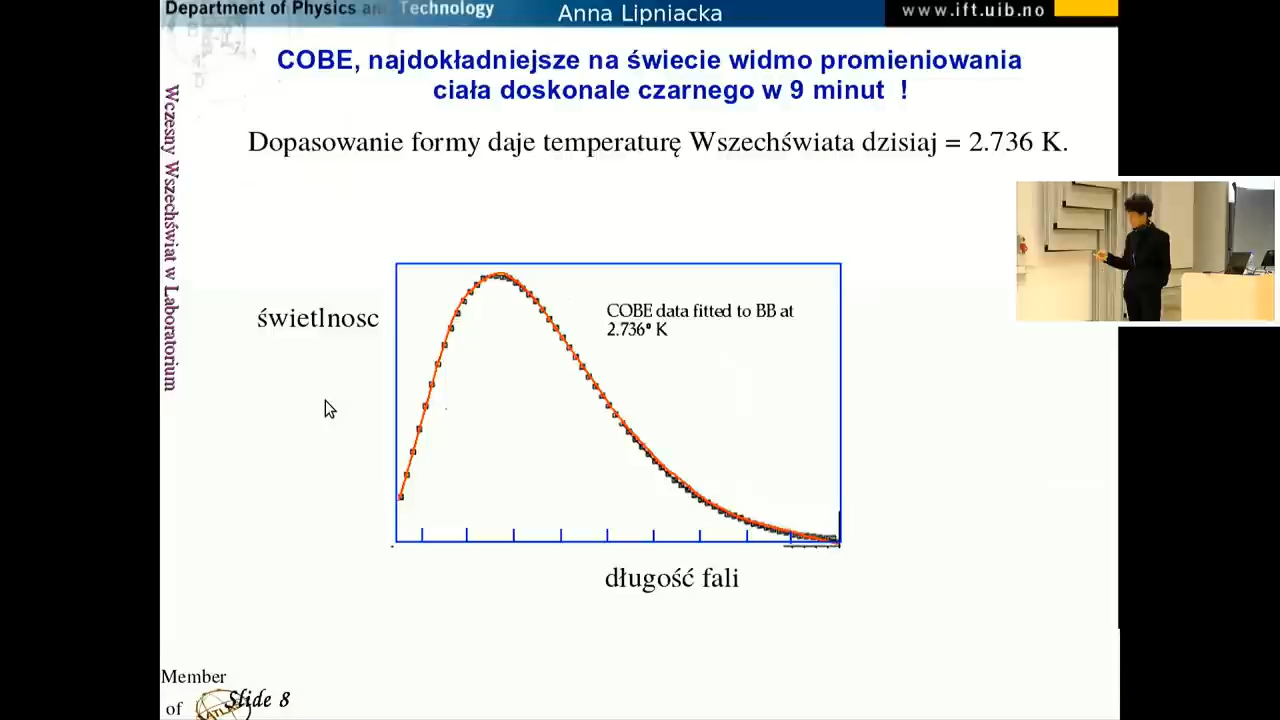 Department of Physics and Technology
Anna Lipniacka
www.ift.uib.no
COBE, najdokładniejsze na świecie widmo promieniowania
ciała doskonale czarnego w 9 minut !
Dopasowanie formy daje temperaturę Wszechświata dzisiaj = 2.736 K.
Wczesny Wszechświat w Laboratorium
świetlnosc
COBE data fitted to BB at
2.736° K
długość fali
Member
of
Slide 8